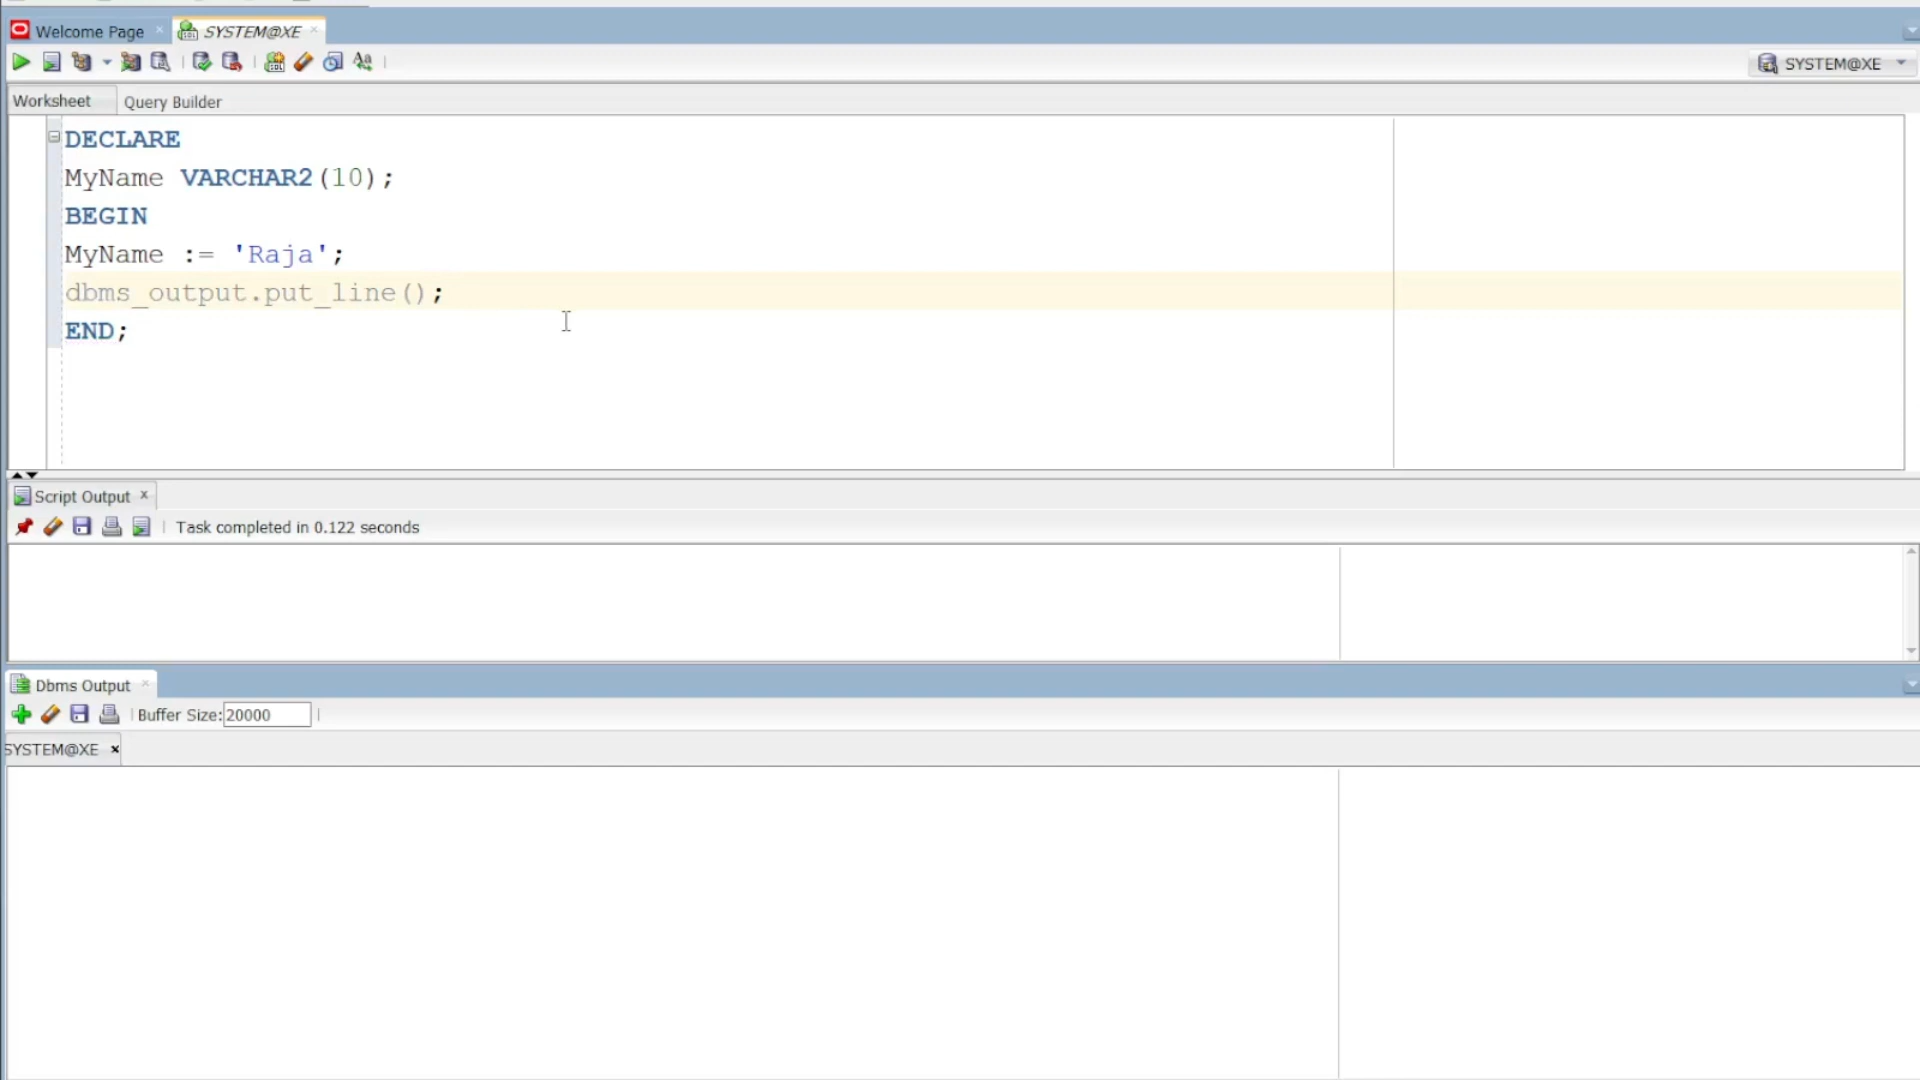 Welcome Page
SYSTEM@XE
SYSTEM@XE
Worksheet
Query Builder
DECLARE
MyName VARCHAR2(10);
BEGIN
MyName := 'Raja';
dbms_output.put_line();
END;
Script Output
Task completed in 0.122 seconds
Dbms Output
Buffer Size: 20000
SYSTEM@XE